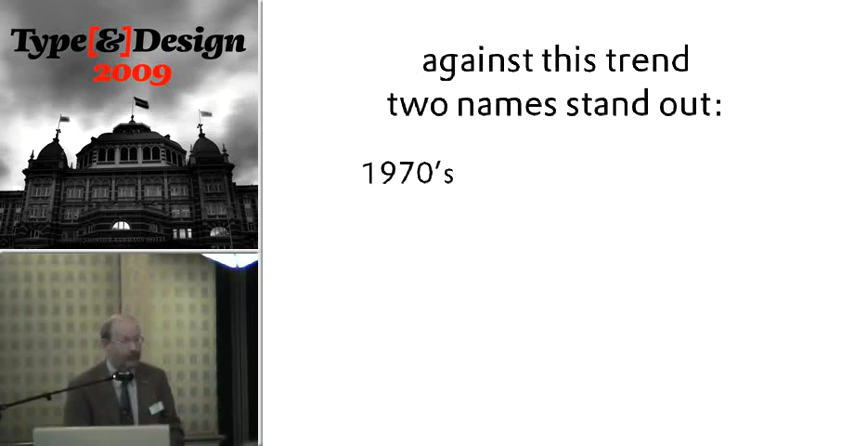 Type[&]Design
2009
against this trend
two names stand out:
1970's